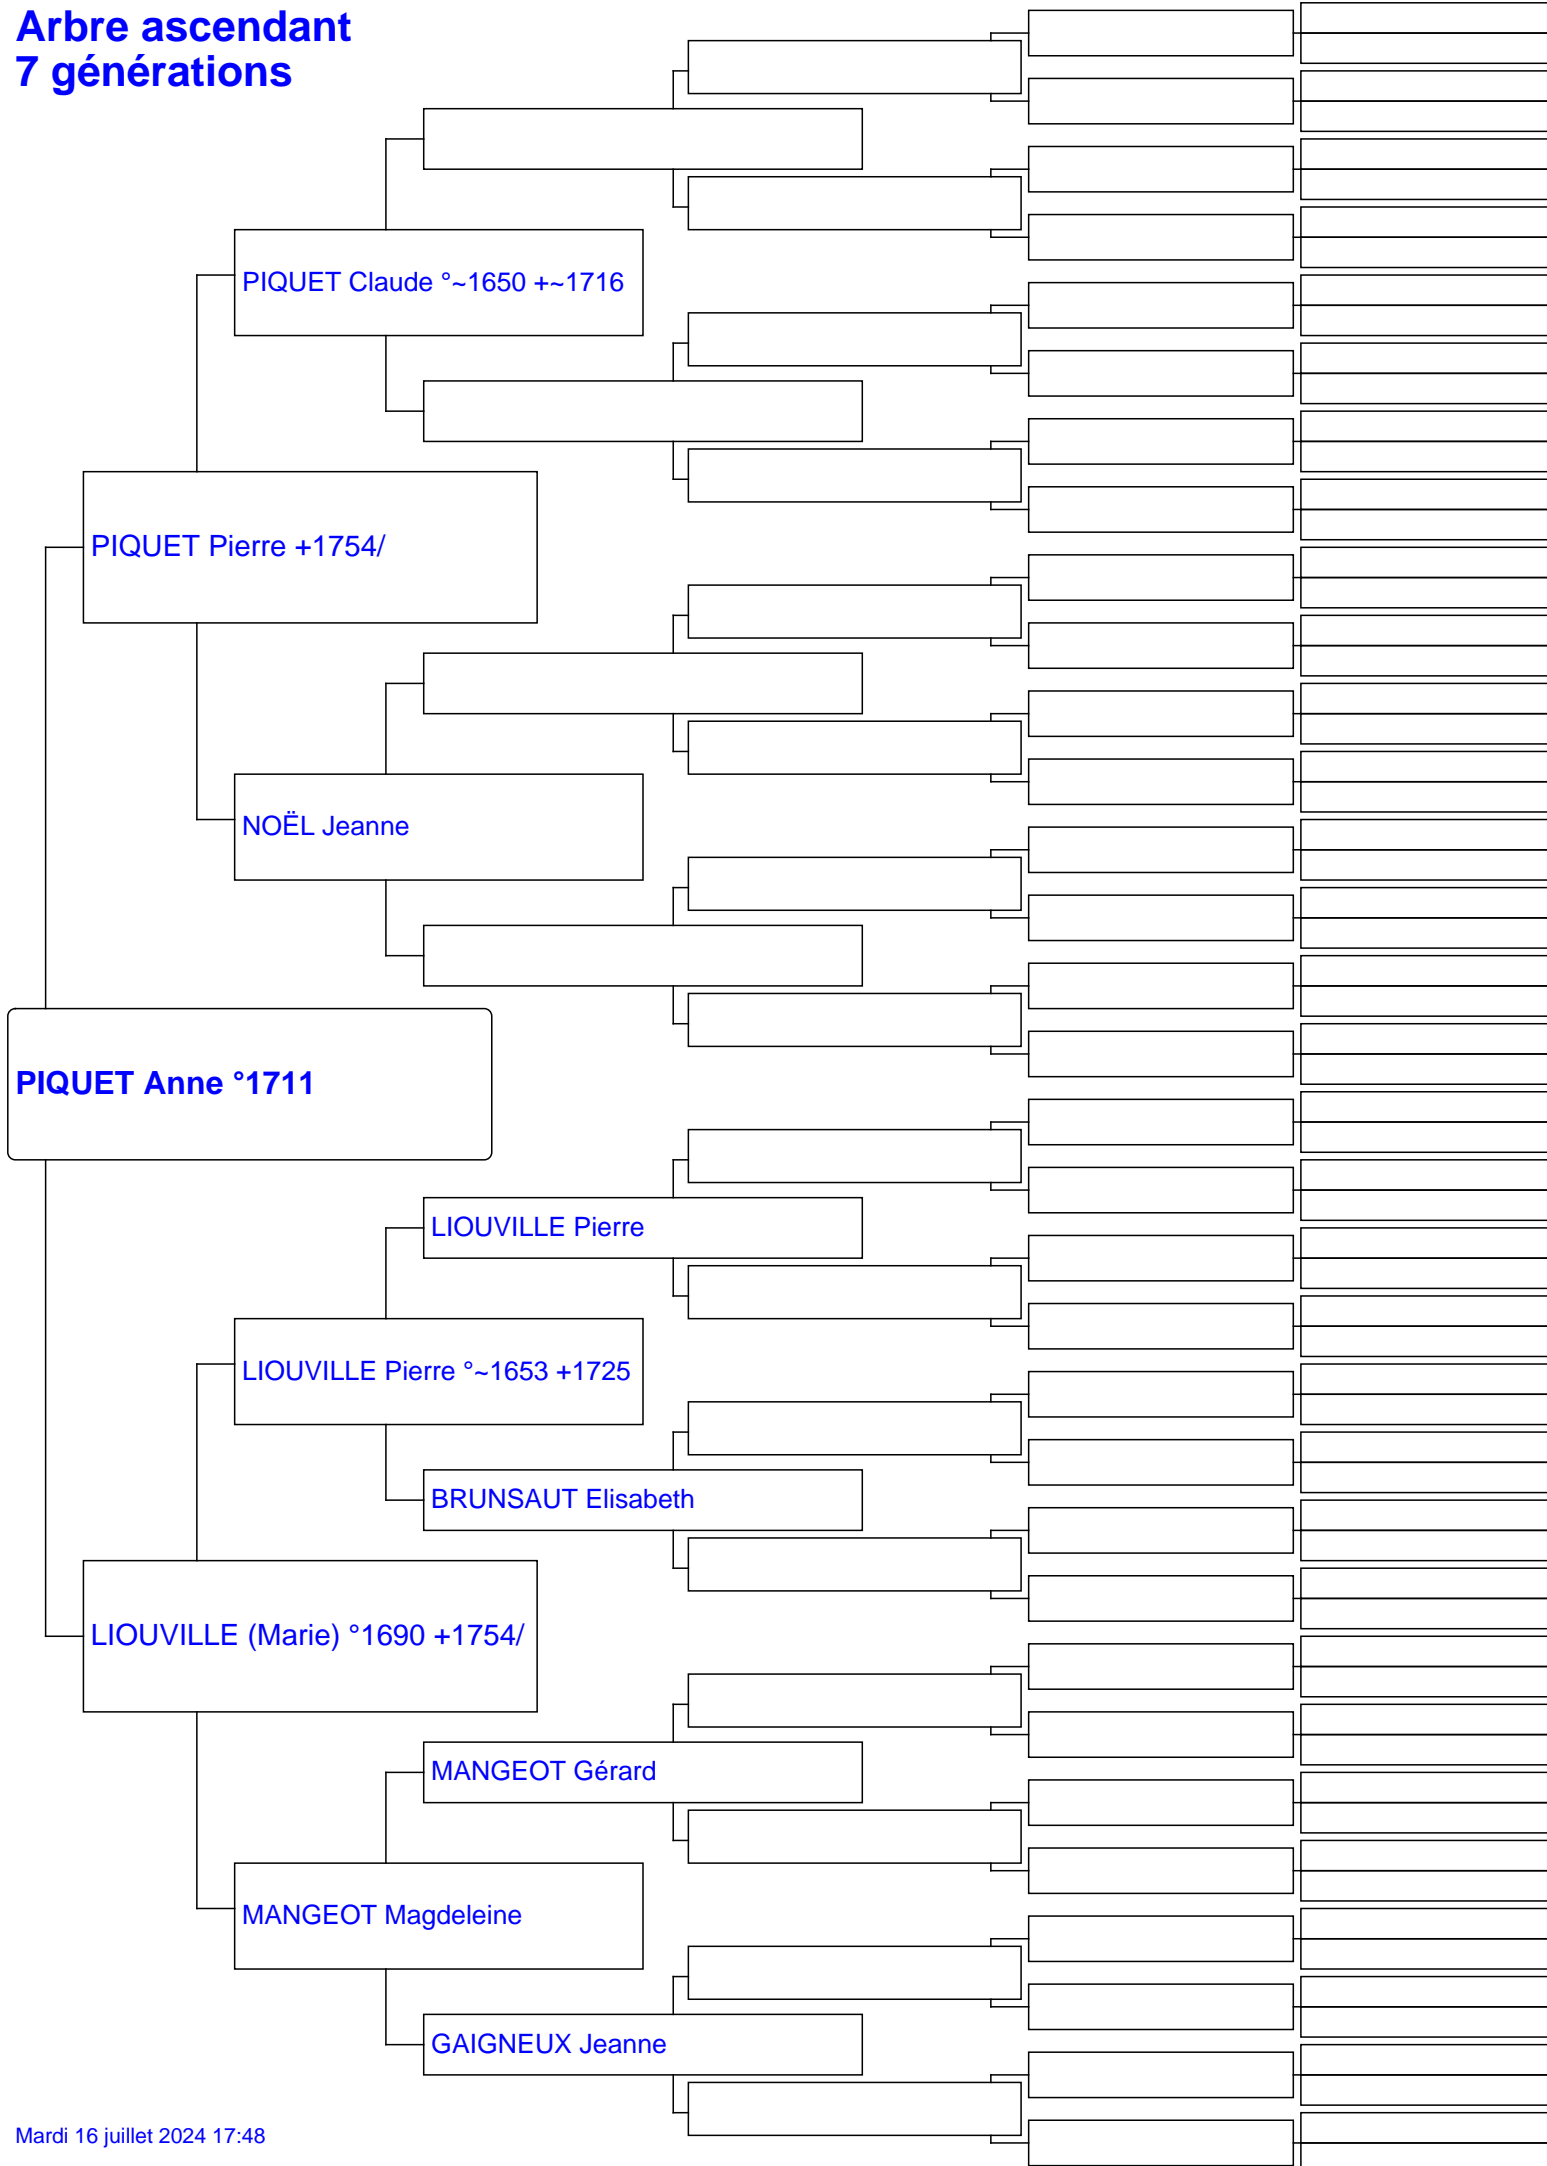 Arbre ascendant
7 générations
PIQUET Claude °~1650 +~1716
PIQUET Pierre +1754/
NOËL Jeanne
PIQUET Anne °1711
LIOUVILLE Pierre
LIOUVILLE Pierre °~1653 +1725
BRUNSAUT Elisabeth
LIOUVILLE (Marie) °1690 +1754/
MANGEOT Gérard
MANGEOT Magdeleine
GAIGNEUX Jeanne
Mardi 16 juillet 2024 17:48